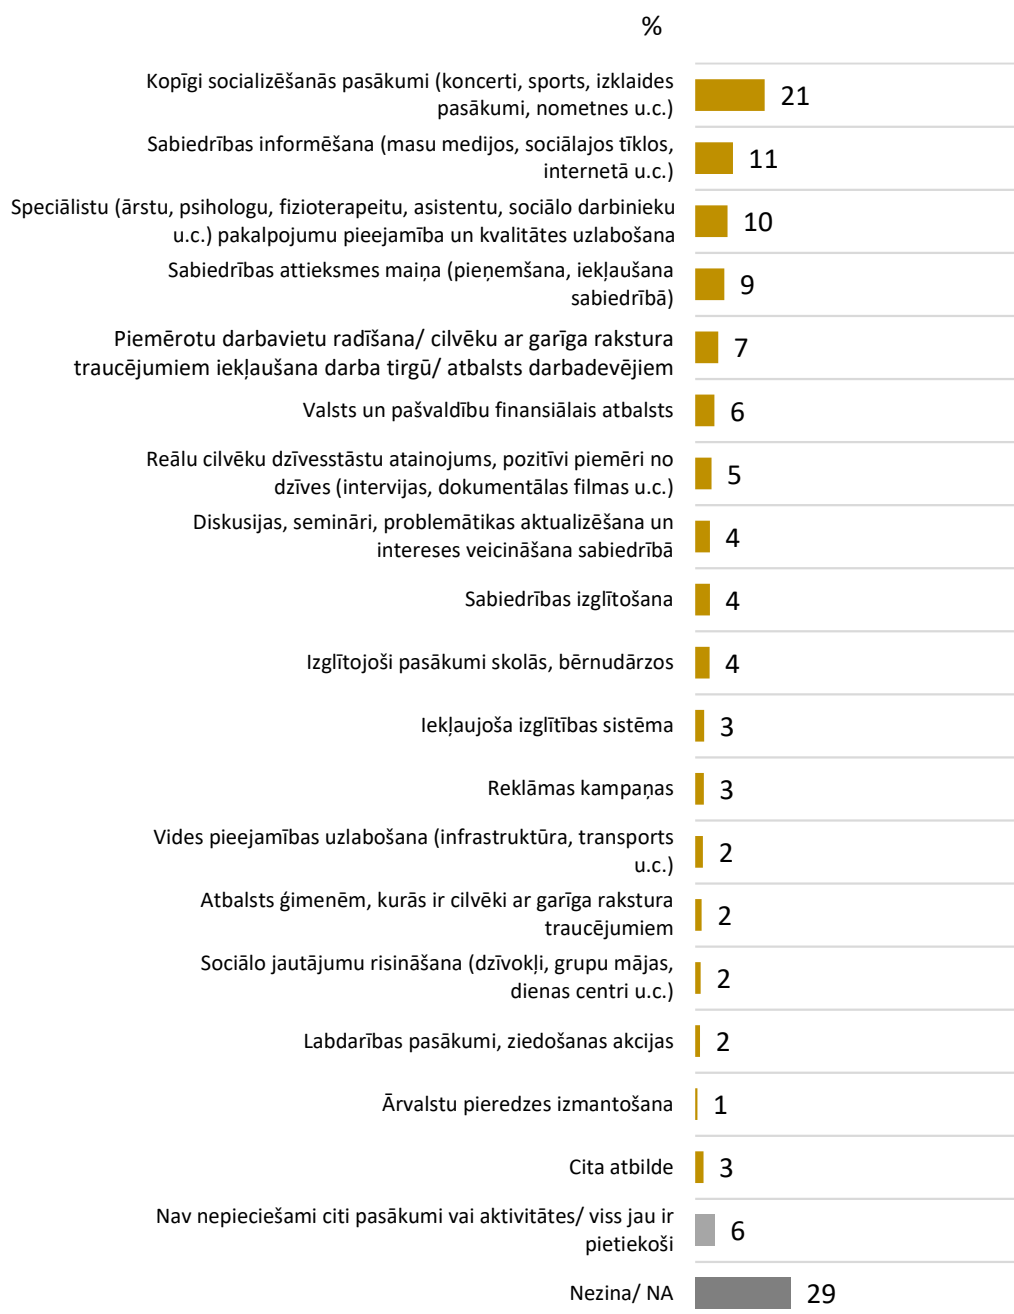 %
Kopīgi socializēšanās pasākumi (koncerti, sports, izklaides
pasākumi, nometnes u.c.)
21
Sabiedrības informēšana (masu medijos, sociālajos tīklos,
internetā u.c.)
11
Speciālistu (ārstu, psihologu, fizioterapeitu, asistentu, sociālo darbinieku
u.c.) pakalpojumu pieejamība un kvalitātes uzlabošana
10
Sabiedrības attieksmes maiņa (pieņemšana, iekļaušana
sabiedrībā)
9
Piemērotu darbavietu radīšana/ cilvēku ar garīga rakstura
traucējumiem iekļaušana darba tirgū/ atbalsts darbadevējiem
7
Valsts un pašvaldību finansiālais atbalsts
6
Reālu cilvēku dzīvesstāstu atainojums, pozitīvi piemēri no
dzīves (intervijas, dokumentālas filmas u.c.)
5
Diskusijas, semināri, problemātikas aktualizēšana un
intereses veicināšana sabiedrībā
4
Sabiedrības izglītošana
4
Izglītojoši pasākumi skolās, bērnudārzos
4
Iekļaujoša izglītības sistēma
3
Reklāmas kampaņas
3
Vides pieejamības uzlabošana (infrastruktūra, transports
u.c.)
2
Atbalsts ģimenēm, kurās ir cilvēki ar garīga rakstura
traucējumiem
2
Sociālo jautājumu risināšana (dzīvokļi, grupu mājas,
dienas centri u.c.)
2
Labdarības pasākumi, ziedošanas akcijas
2
Ārvalstu pieredzes izmantošana
1
Cita atbilde
3
Nav nepieciešami citi pasākumi vai aktivitātes/ viss jau ir
pietiekoši
6
Nezina/ NA
29